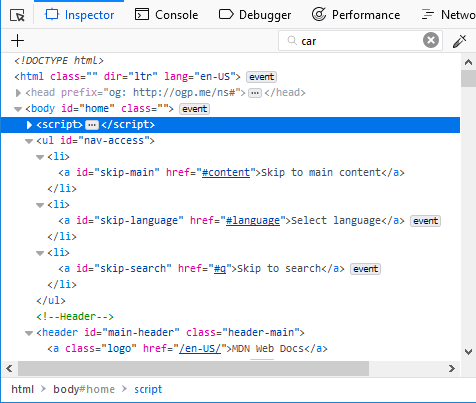 Inspector Console Debugger Performance Netwo
+ car
<!DOCTYPE html>
<html class="" dir="ltr" lang="en-US"> event
<head prefix="og: http://ogp.me/ns#"> ••• </head>
<body id="home" class=""> event
<script> ••• </script>
<ul id="nav-access">
<li>
<a id="skip-main" href="#content">Skip to main content</a>
</li>
<li>
<a id="skip-language" href="#language">Select language</a> event
</li>
<li>
<a id="skip-search" href="#q">Skip to search</a> event
</li>
</ul>
<!--Header-->
<header id="main-header" class="header-main">
<a class="logo" href="/en-US/">MDN Web Docs</a>
html body#home script